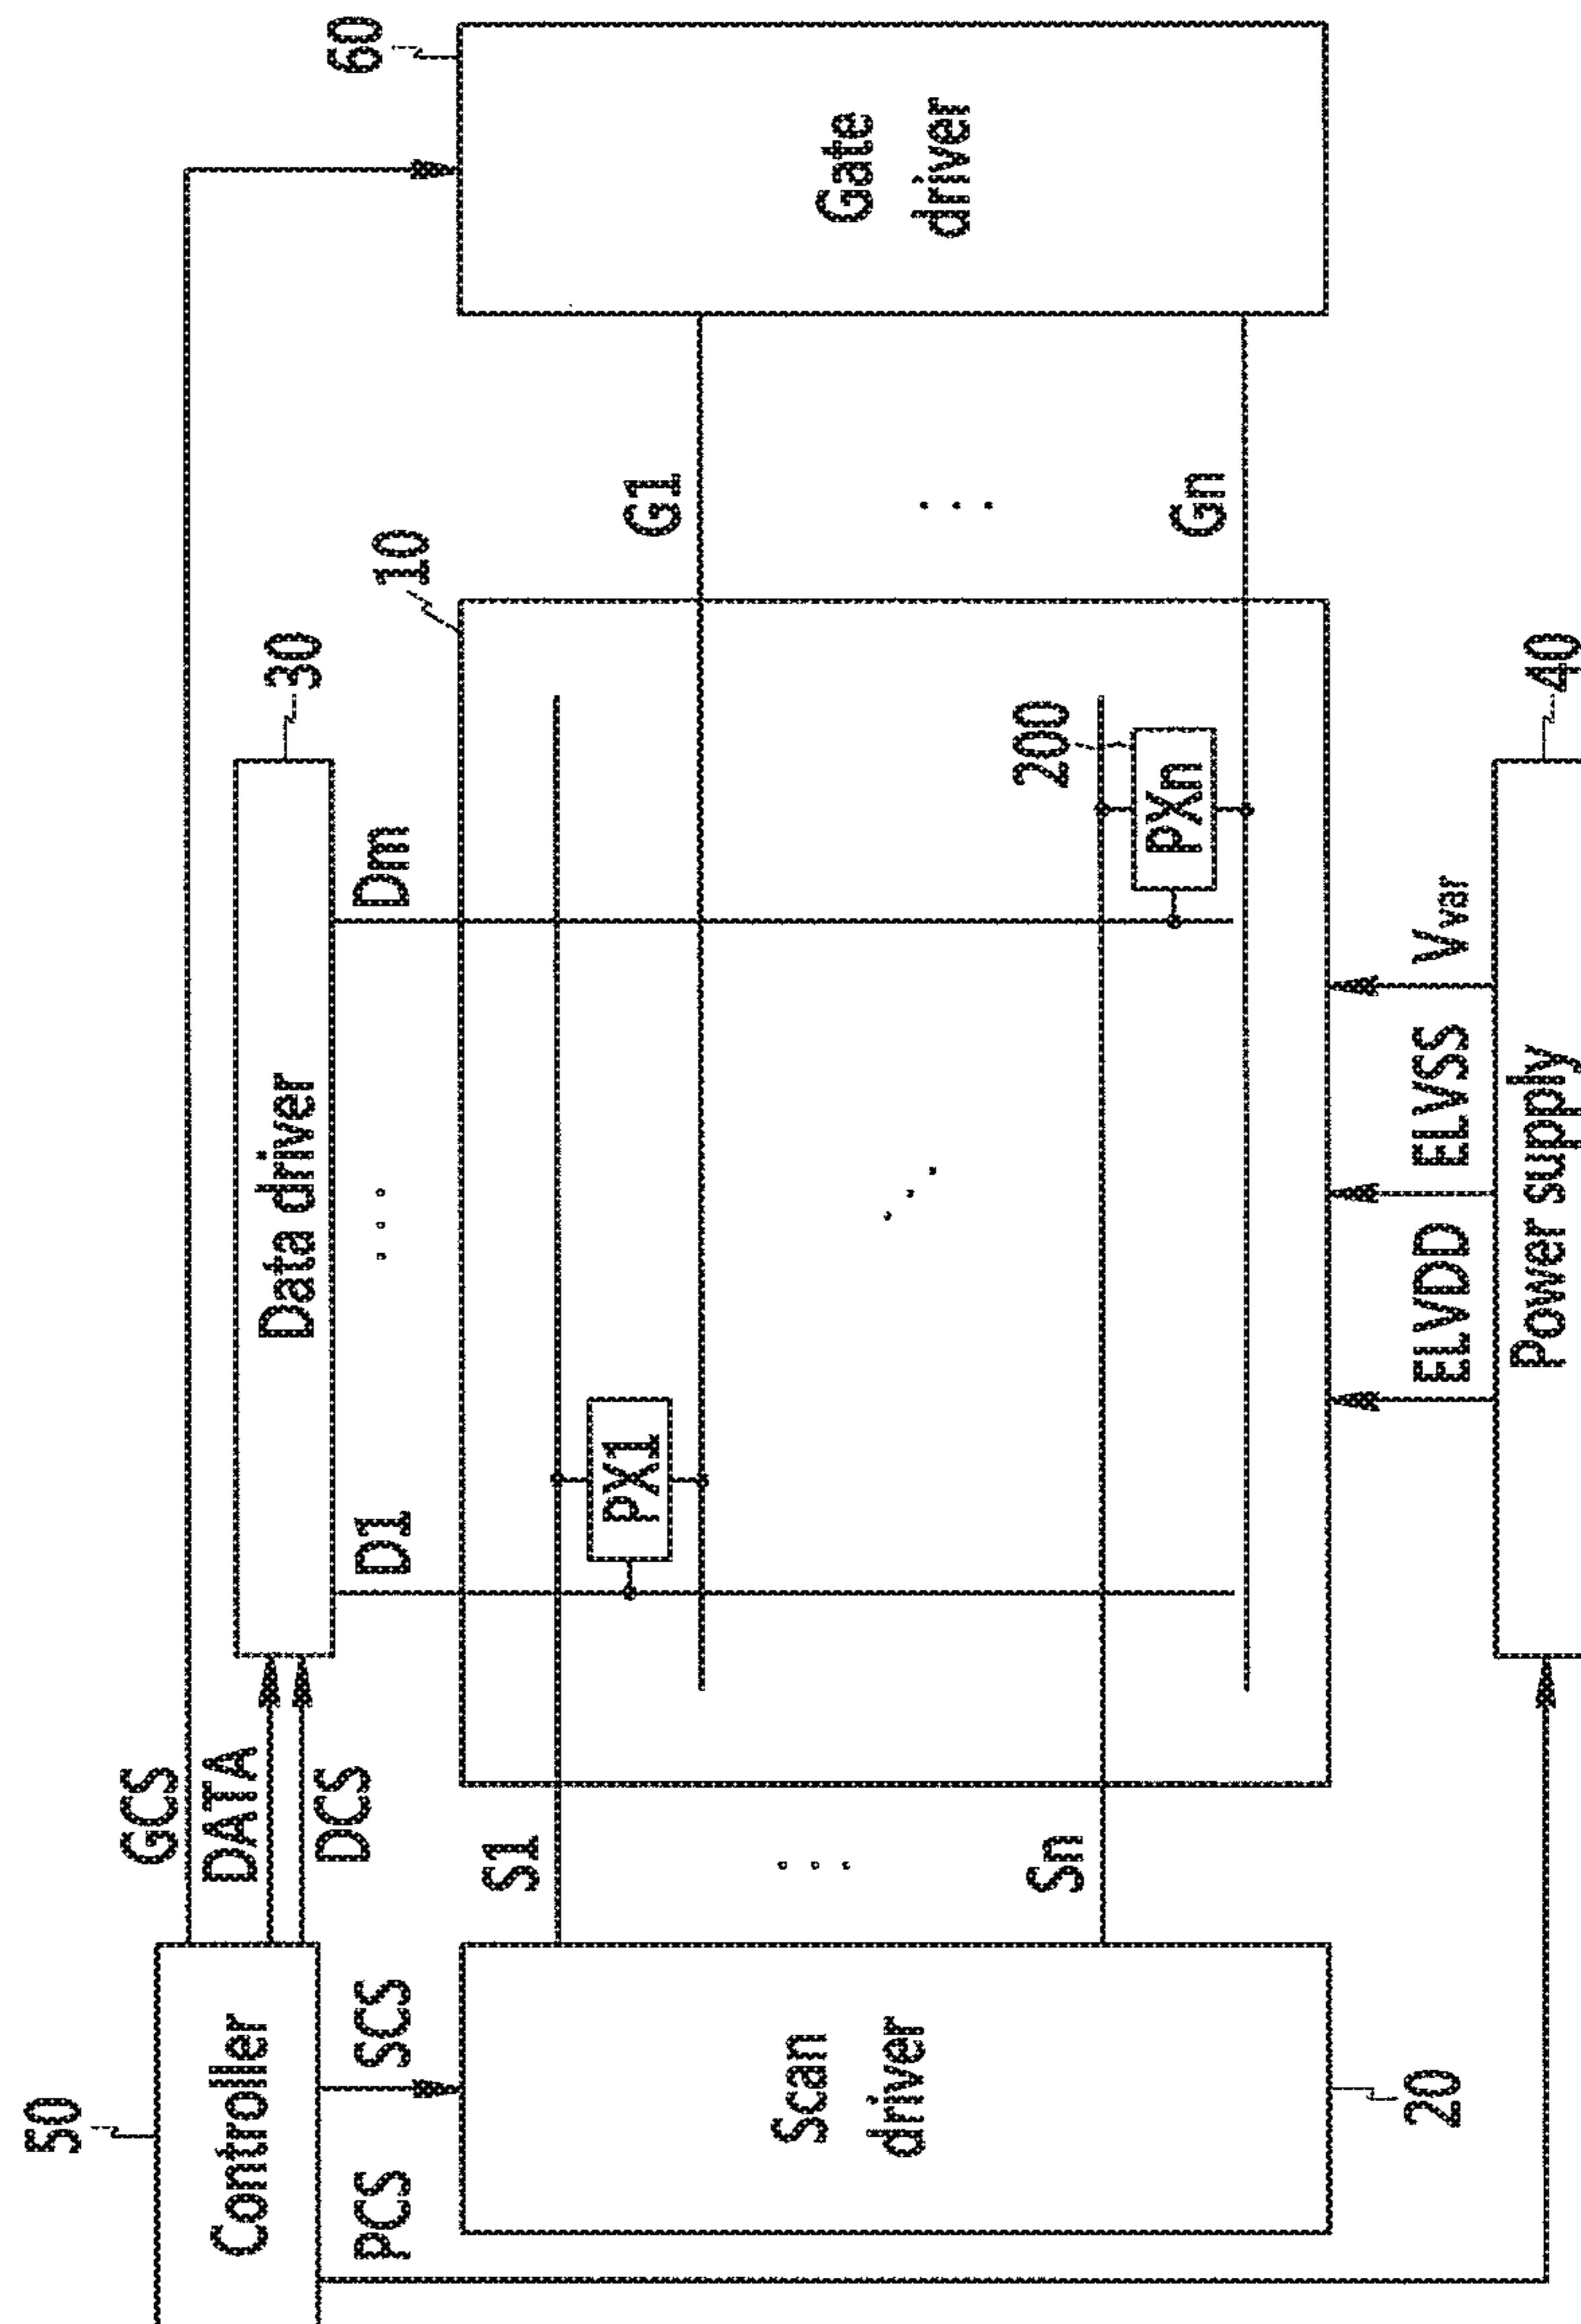 50
Controller
GCS
DATA
DCS
PCS
SCS
30
Data driver
D1
. . .
Dm
10
60
S1
. . .
Sn
Scan
driver
20
PX1
. . .
200
PXn
G1
. . .
Gn
Gate
driver
ELVDD
ELVSS
Vvar
Power supply
40